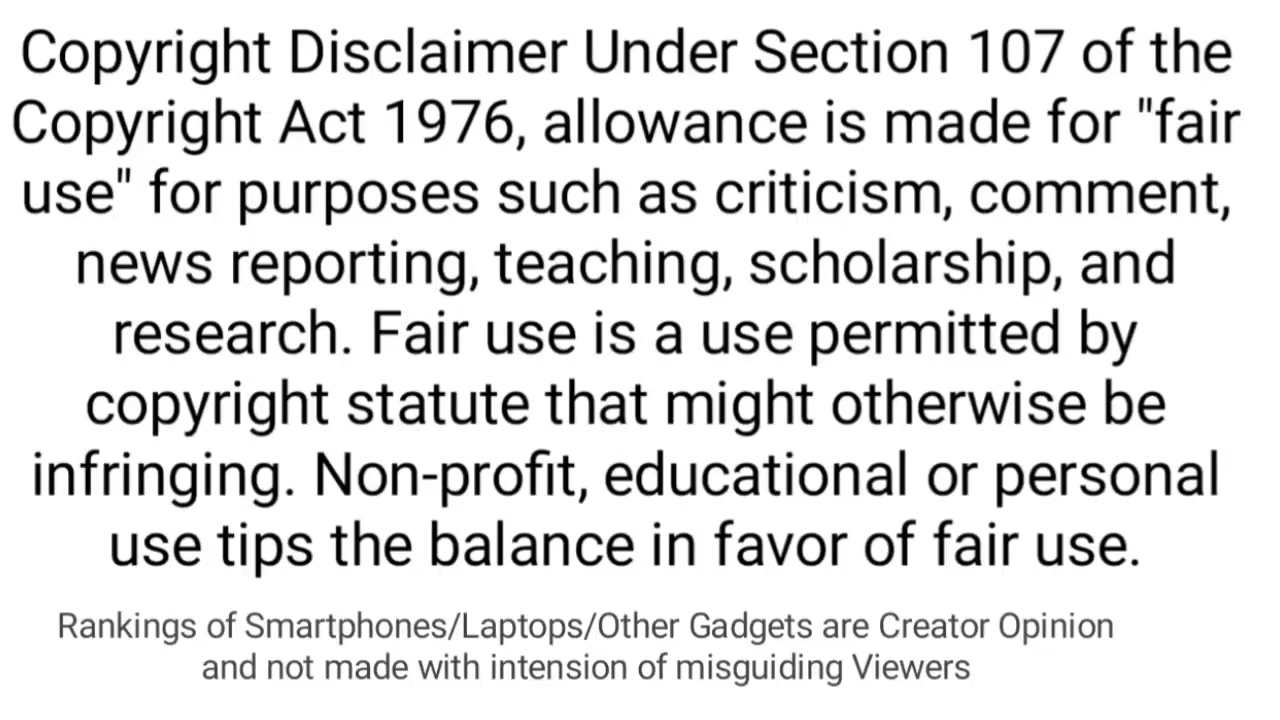 Copyright Disclaimer Under Section 107 of the
Copyright Act 1976, allowance is made for "fair
use" for purposes such as criticism, comment,
news reporting, teaching, scholarship, and
research. Fair use is a use permitted by
copyright statute that might otherwise be
infringing. Non-profit, educational or personal
use tips the balance in favor of fair use.
Rankings of Smartphones/Laptops/Other Gadgets are Creator Opinion
and not made with intension of misguiding Viewers